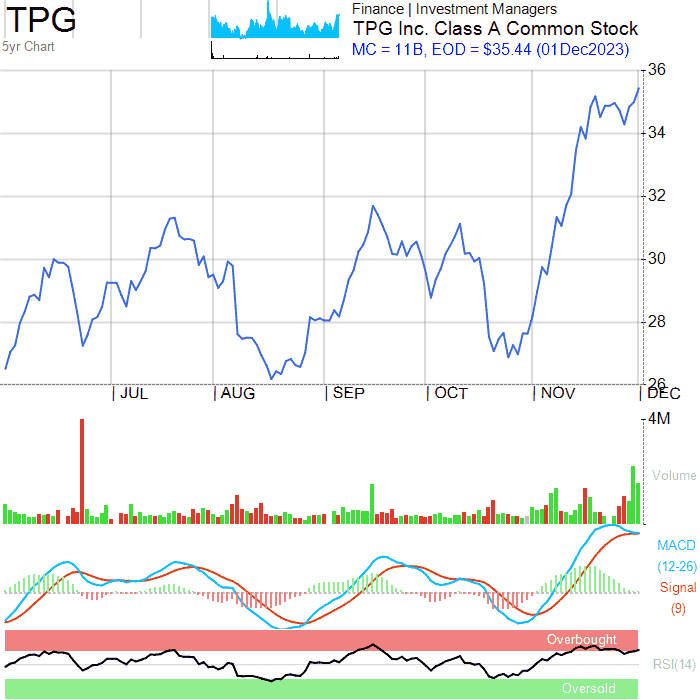 TPG
5yr Chart
Finance | Investment Managers
TPG Inc. Class A Common Stock
MC = 11B, EOD = $35.44 (01Dec2023)
36
34
32
30
28
26
JUL AUG SEP OCT NOV DEC
4M
Volume
MACD
(12-26)
Signal
(9)
Overbought
RSI(14)
Oversold